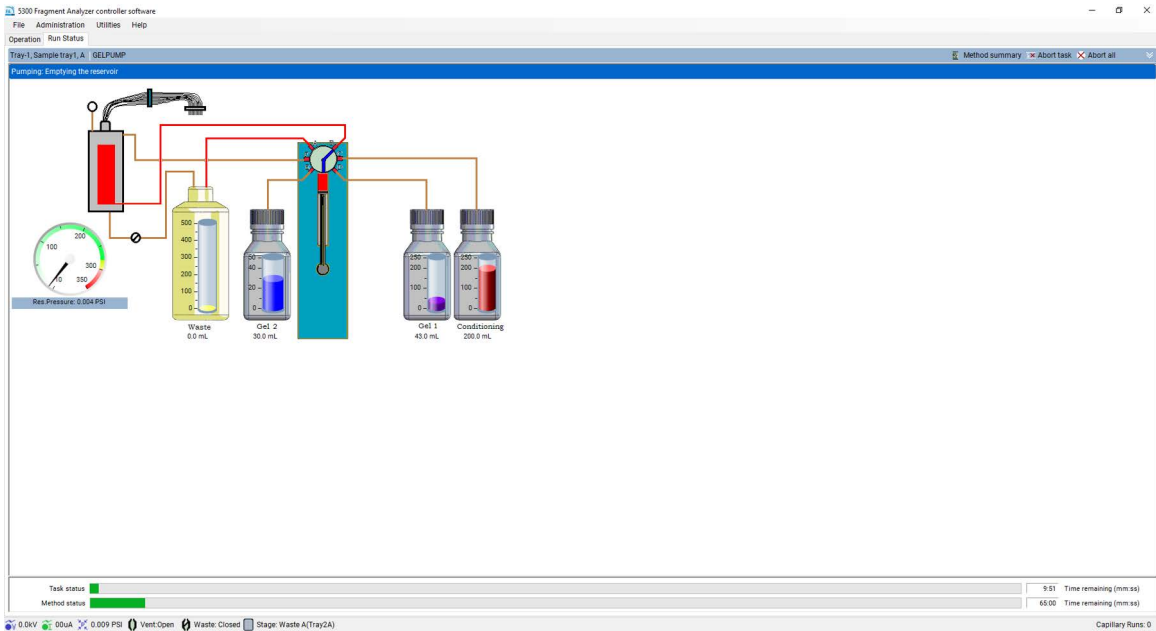 5300 Fragment Analyzer controller software
File Administration Utilities Help
Operation Run Status
Tray-1, Sample tray1, A GELPUMP Method summary Abort task Abort all
Pumping: Emptying the reservoir
100 200 300 350
Res.Pressure: 0.004 PSI
500
400
300
200
100
0
50
40
20
0
250
200
100
0
250
200
100
0
Waste Gel 2 Gel 1 Conditioning
0.0 mL 30.0 mL 43.0 mL 200.0 mL
Task status 9:51 Time remaining (mm:ss)
Method status 65:00 Time remaining (mm:ss)
0.0kV 00uA 0.009 PSI Vent:Open Waste: Closed Stage: Waste A(Tray2A) Capillary Runs: 0